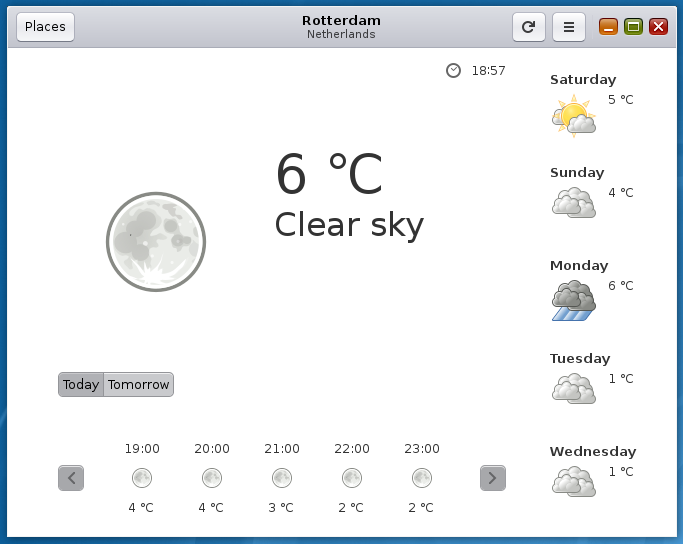 Places
Rotterdam
Netherlands
18:57
6 °C
Clear sky
Today Tomorrow
19:00 20:00 21:00 22:00 23:00
4 °C 4 °C 3 °C 2 °C 2 °C
Saturday
5 °C
Sunday
4 °C
Monday
6 °C
Tuesday
1 °C
Wednesday
1 °C